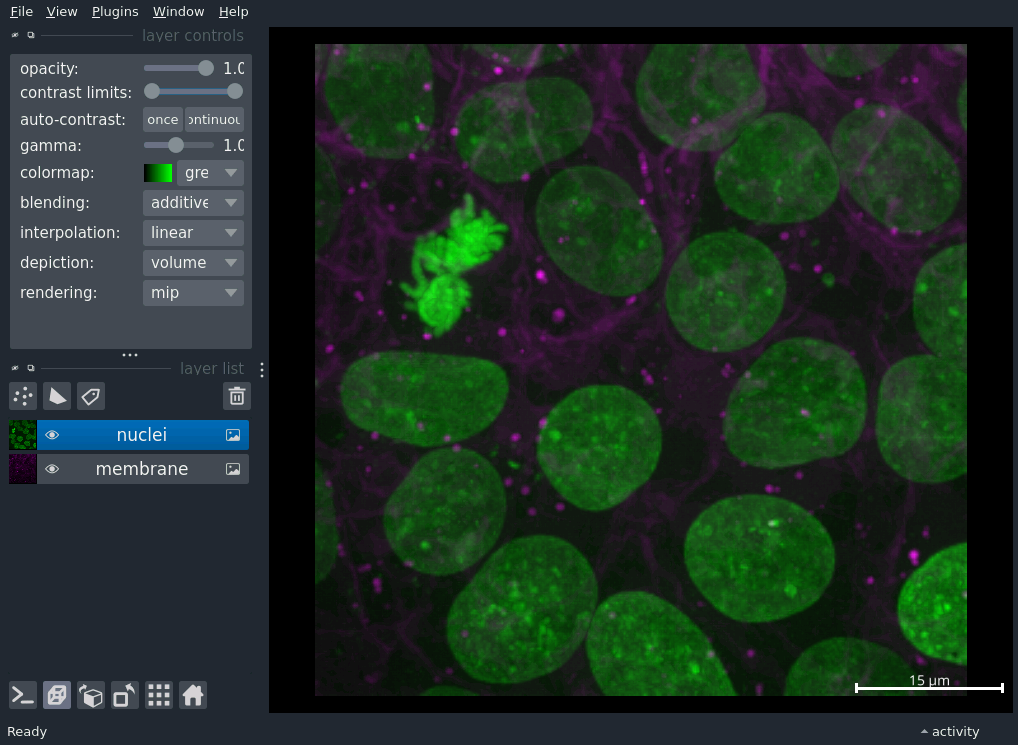 File View Plugins Window Help
layer controls
opacity: 1.0
contrast limits:
auto-contrast: once ontinuou
gamma: 1.0
colormap: gre
blending: additive
interpolation: linear
depiction: volume
rendering: mip
layer list
nuclei
membrane
15 µm
Ready
activity